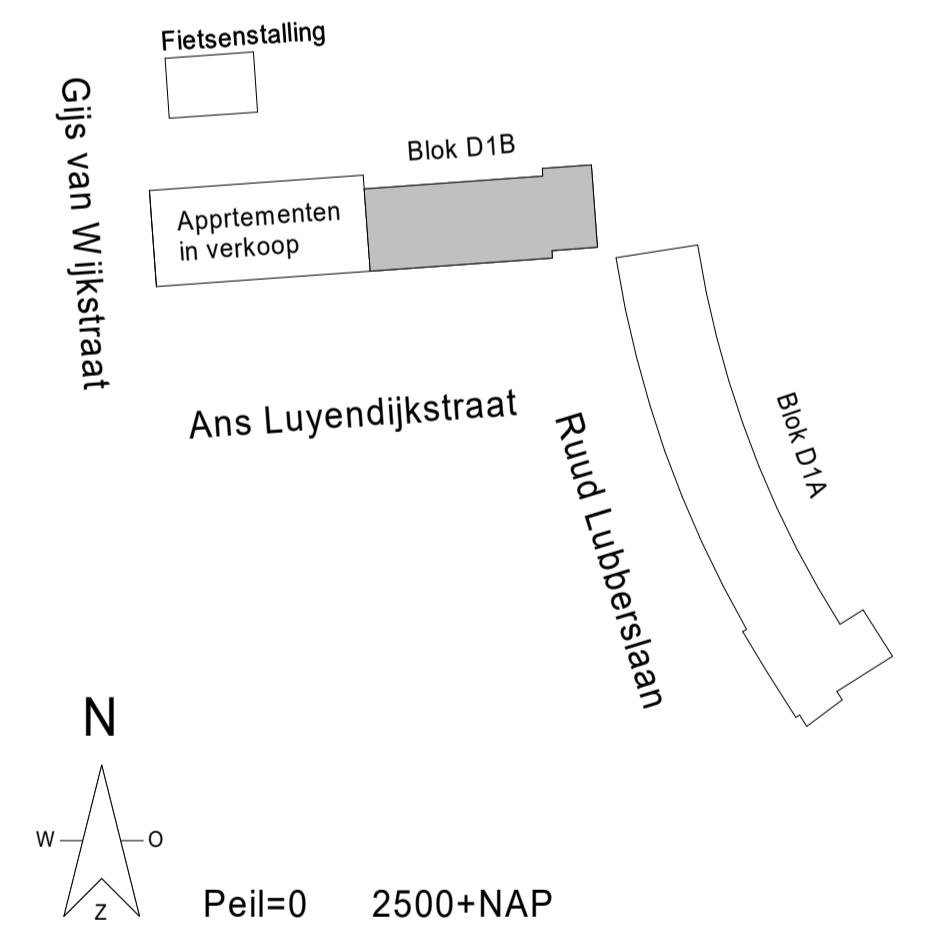 Fietsenstalling
Gijs van Wijkstraat
Blok D1B
Apprtementen
in verkoop
Ans Luyendijkstraat
Ruud Lubberslaan
Blok D1A
N
W
O
Z
Peil=0 2500+NAP